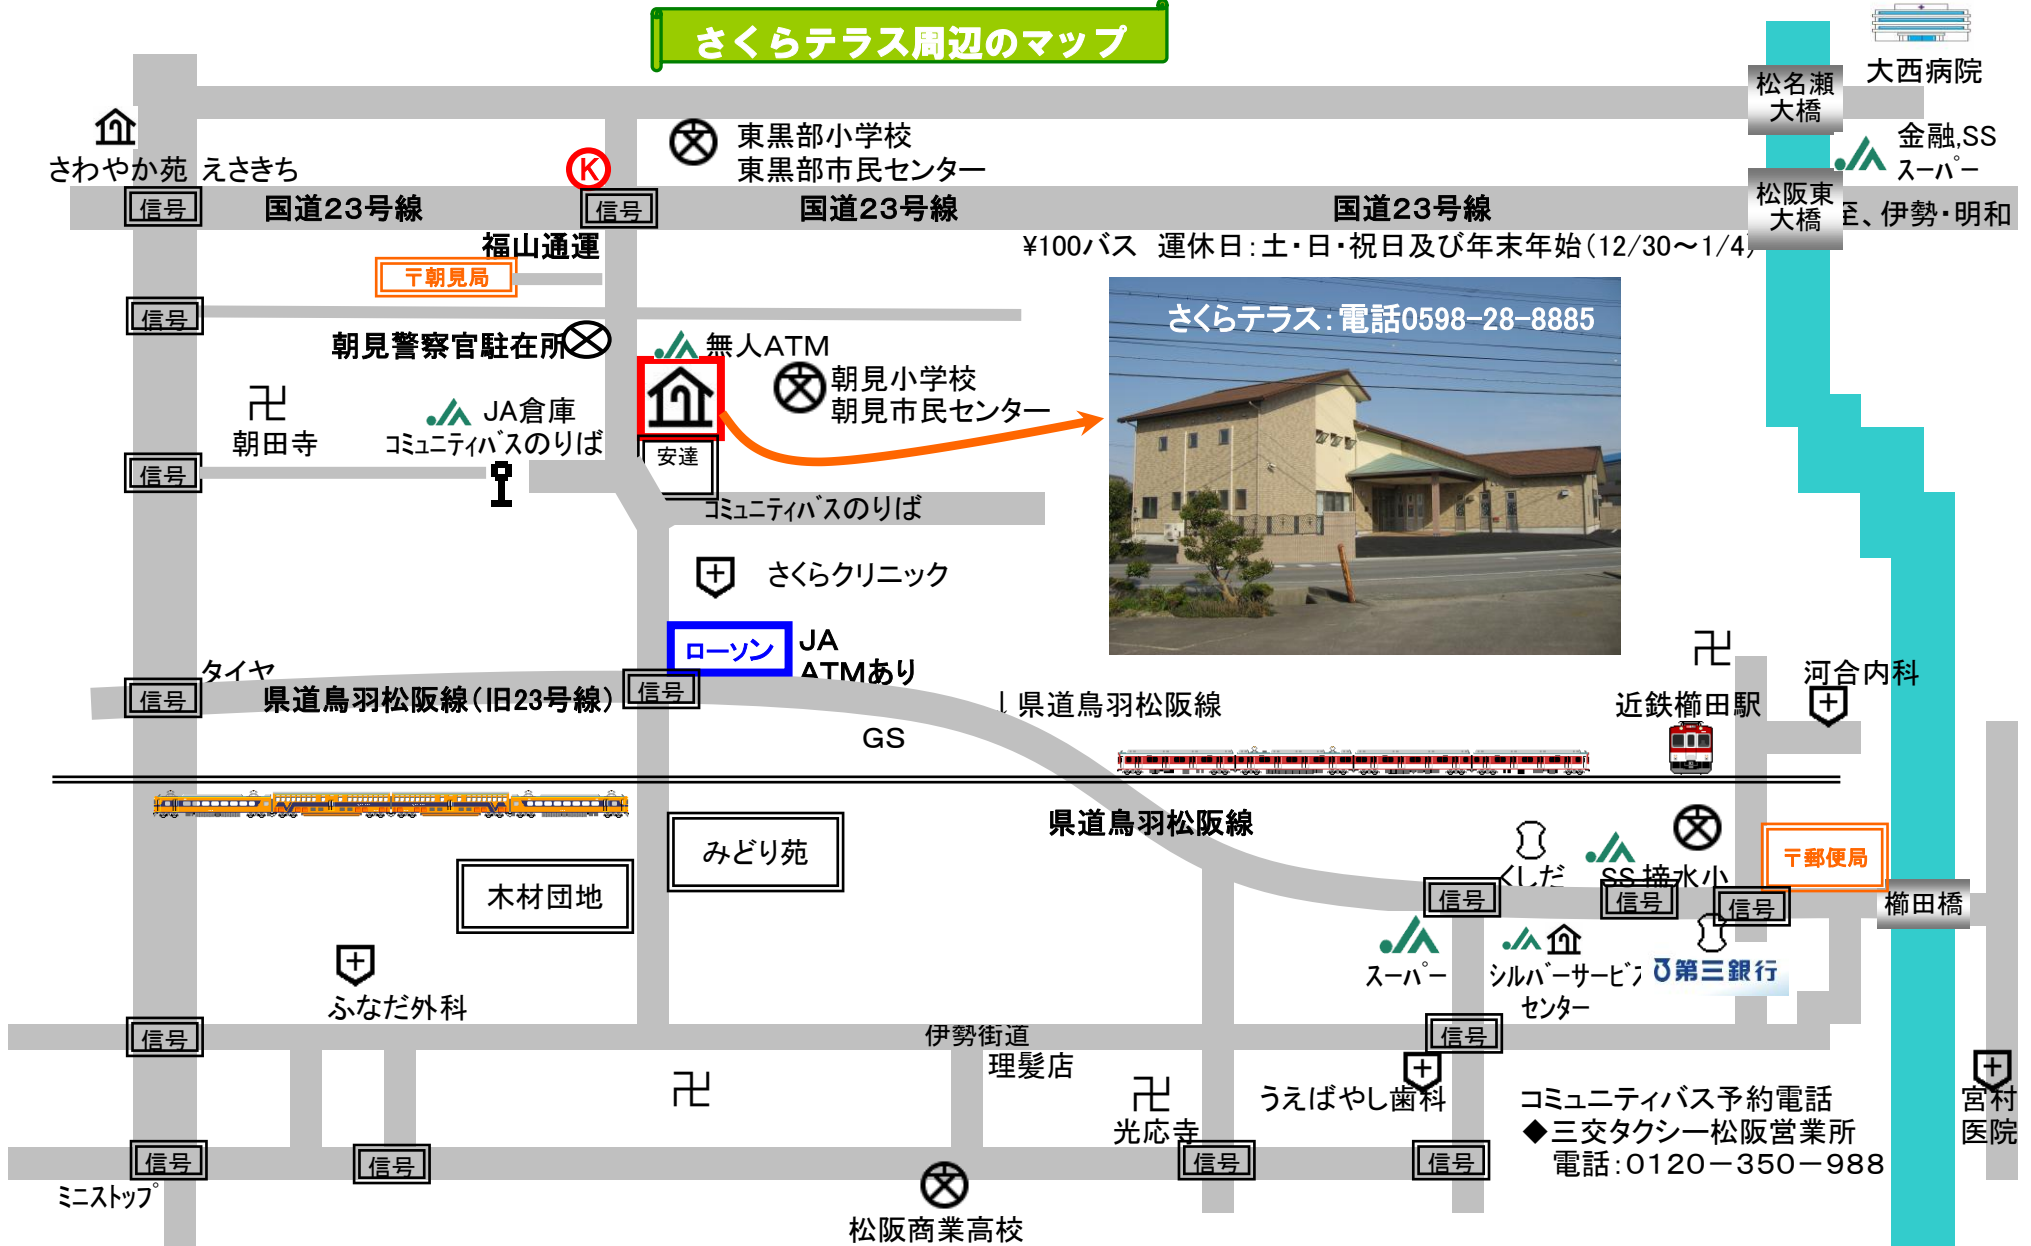 さくらテラス周辺のマップ
大西病院
松名瀬
大橋
東黒部小学校
東黒部市民センター
金融,SS
スーパー
さわやか苑 えさきち
K
信号
国道23号線
信号
国道23号線
国道23号線
松阪東
大橋
至、伊勢・明和
福山通運
¥100バス 運休日:土・日・祝日及び年末年始(12/30～1/4)
〒朝見局
信号
さくらテラス:電話0598-28-8885
朝見警察官駐在所
無人ATM
朝見小学校
朝見市民センター
朝田寺
JA倉庫
コミュニティバスのりば
安達
信号
コミュニティバスのりば
さくらクリニック
ローソン
JA
ATMあり
タイヤ
信号
県道鳥羽松阪線(旧23号線)
信号
県道鳥羽松阪線
近鉄櫛田駅
河合内科
GS
県道鳥羽松阪線
みどり苑
木材団地
くしだ
SS 擶水小
〒郵便局
信号
信号
信号
櫛田橋
スーパー
シルバーサービス
センター
第三銀行
ふなだ外科
信号
伊勢街道
理髪店
信号
うえばやし歯科
光応寺
コミュニティバス予約電話
◆三交タクシー松阪営業所
電話:0120－350－988
宮村
医院
信号
信号
信号
信号
ミニストップ
松阪商業高校